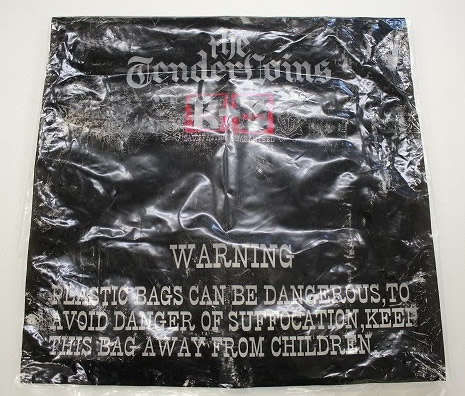 the
TenderLoins
WARNING
PLASTIC BAGS CAN BE DANGEROUS,TO
AVOID DANGER OF SUFFOCATION,KEEP
THIS BAG AWAY FROM CHILDREN